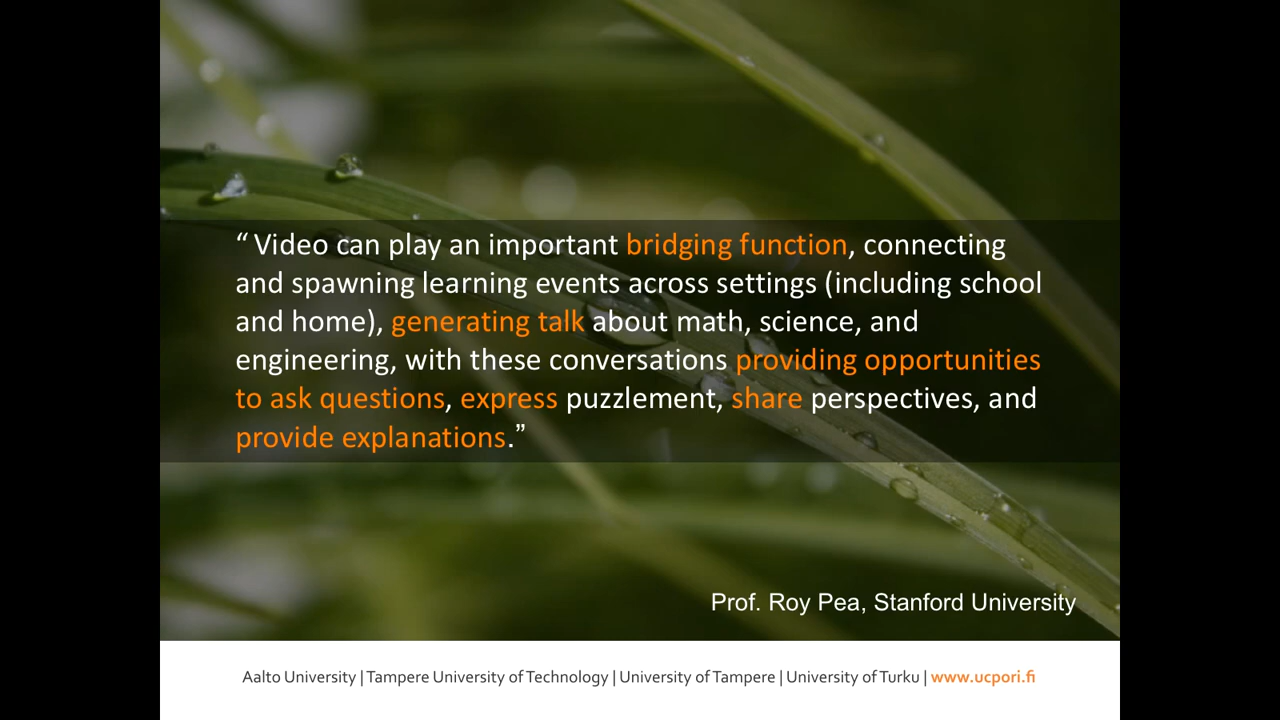 “ Video can play an important bridging function, connecting
and spawning learning events across settings (including school
and home), generating talk about math, science, and
engineering, with these conversations providing opportunities
to ask questions, express puzzlement, share perspectives, and
provide explanations.”
Prof. Roy Pea, Stanford University
Aalto University | Tampere University of Technology | University of Tampere | University of Turku | www.ucpori.fi